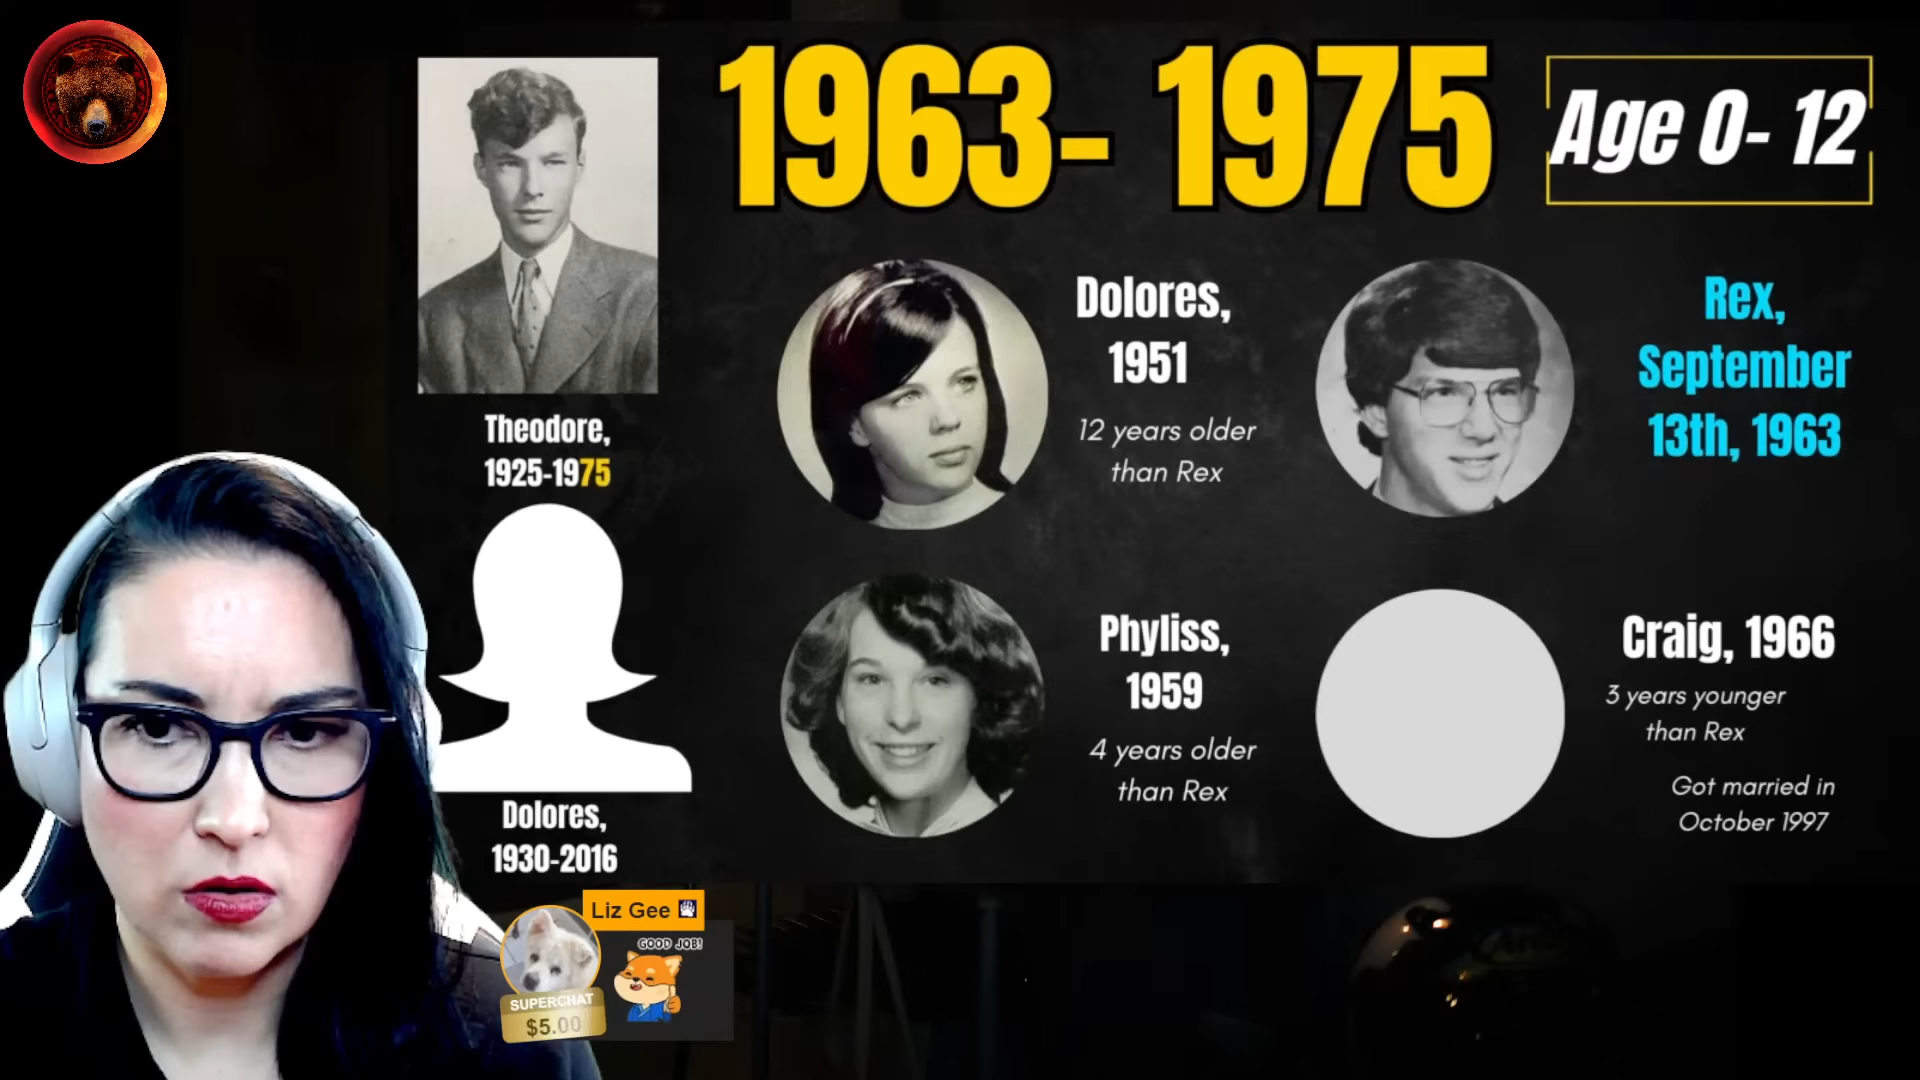 1963- 1975
Age 0- 12
Theodore,
1925-1975
Dolores,
1951
12 years older
than Rex
Rex,
September
13th, 1963
Dolores,
1930-2016
Phyliss,
1959
4 years older
than Rex
Craig, 1966
3 years younger
than Rex
Got married in
October 1997
Liz Gee
GOOD JOB!
SUPERCHAT
$5.00